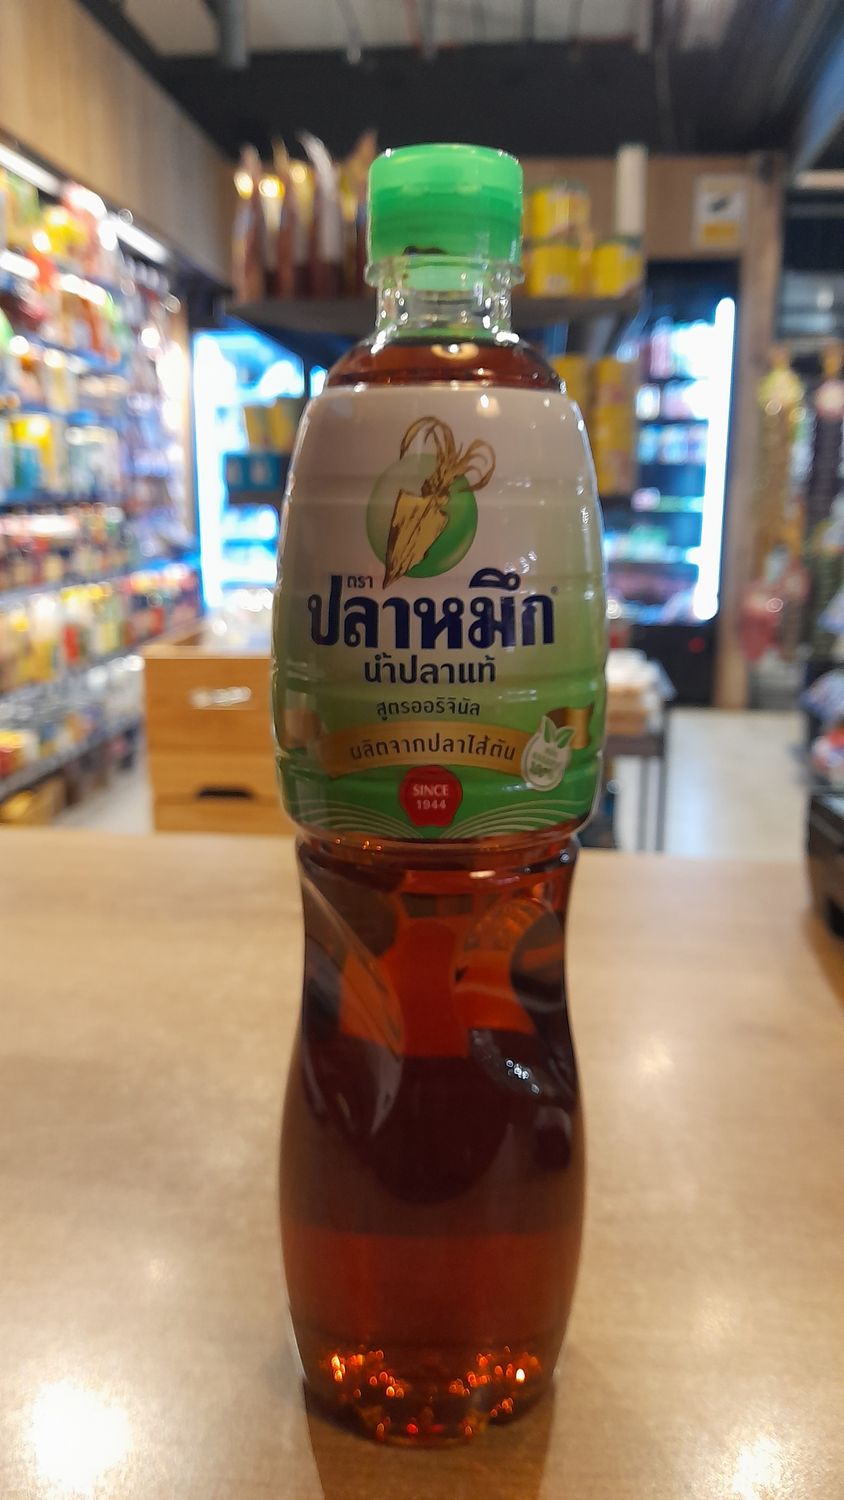 ตรา
ปลาหมึก
น้ำปลาแท้
สูตรออริจินัล
ผลิตจากปลาไส้ตัน
SINCE
1944